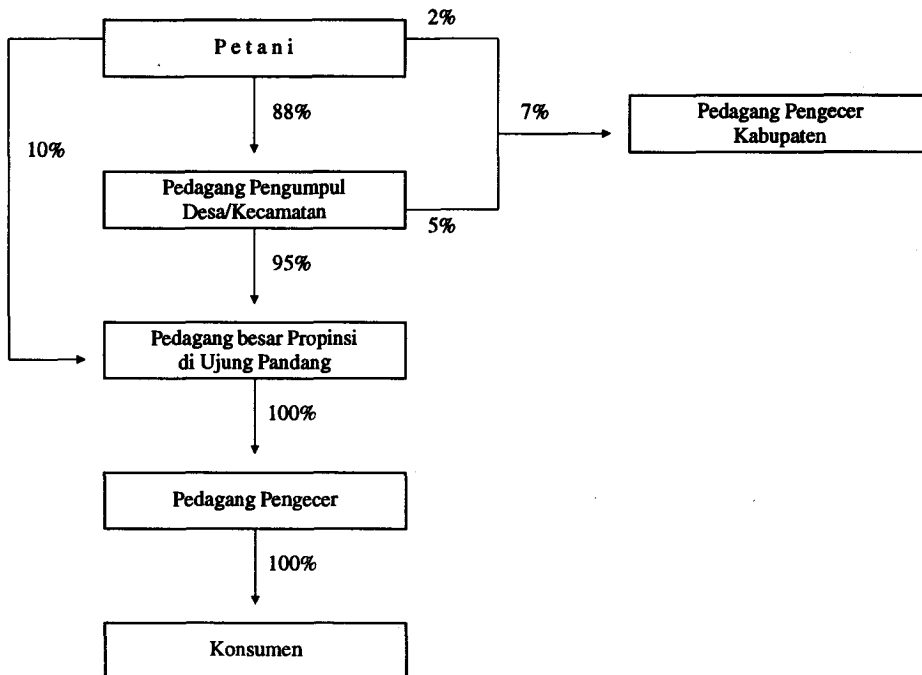 2%
Petani
88%
7%
Pedagang Pengecer
Kabupaten
10%
Pedagang Pengumpul
Desa/Kecamatan
5%
95%
Pedagang besar Propinsi
di Ujung Pandang
100%
Pedagang Pengecer
100%
Konsumen